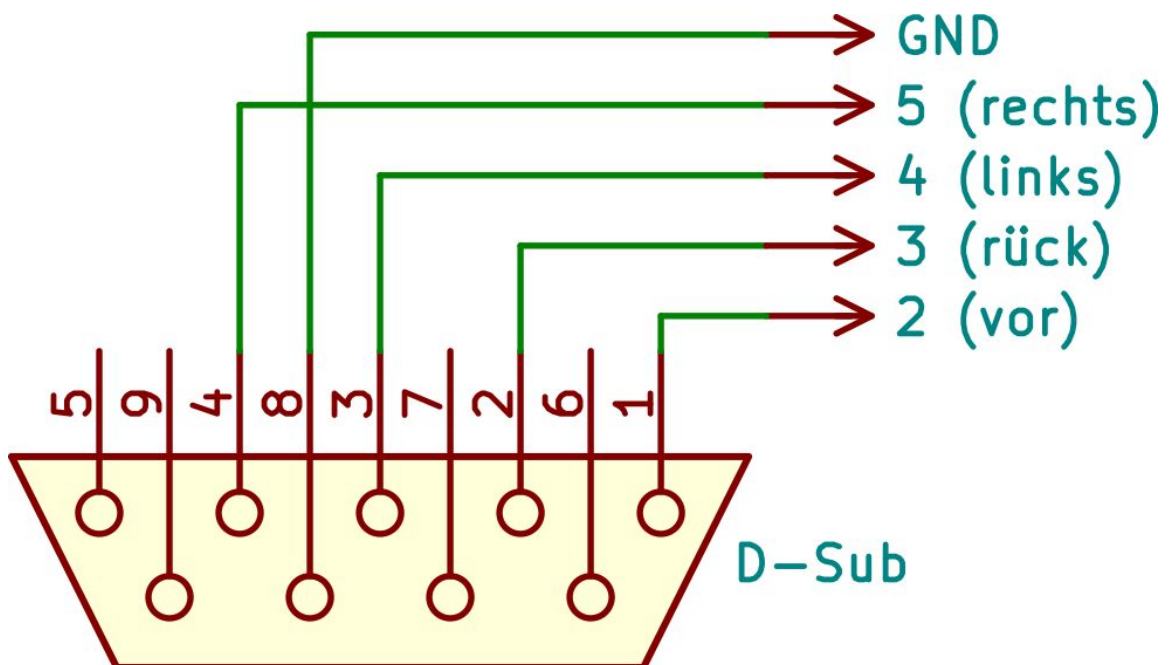 GND
5 (rechts)
4 (links)
3 (rück)
2 (vor)
5 9 4 8 3 7 2 6 1
D-Sub